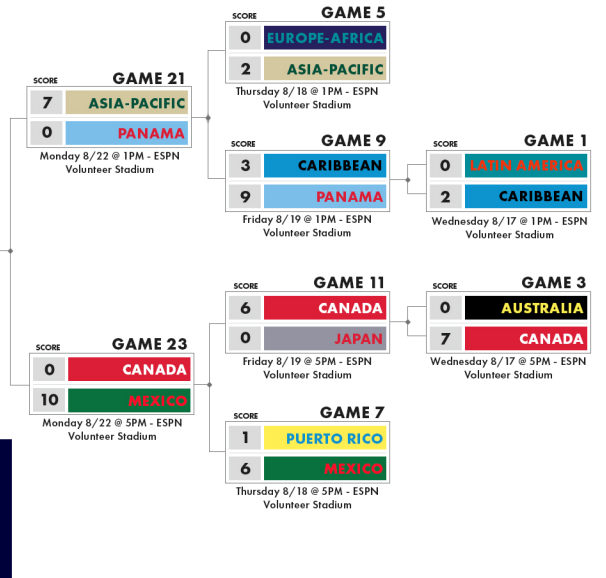 SCORE GAME 5
0 EUROPE-AFRICA
2 ASIA-PACIFIC
Thursday 8/18 @ 1PM - ESPN
Volunteer Stadium
SCORE GAME 21
7 ASIA-PACIFIC
0 PANAMA
Monday 8/22 @ 1PM - ESPN
Volunteer Stadium
SCORE GAME 9
3 CARIBBEAN
9 PANAMA
Friday 8/19 @ 1PM - ESPN
Volunteer Stadium
SCORE GAME 1
0 LATIN AMERICA
2 CARIBBEAN
Wednesday 8/17 @ 1PM - ESPN
Volunteer Stadium
SCORE GAME 11
6 CANADA
0 JAPAN
Friday 8/19 @ 5PM - ESPN
Volunteer Stadium
SCORE GAME 3
0 AUSTRALIA
7 CANADA
Wednesday 8/17 @ 5PM - ESPN
Volunteer Stadium
SCORE GAME 23
0 CANADA
10 MEXICO
Monday 8/22 @ 5PM - ESPN
Volunteer Stadium
SCORE GAME 7
1 PUERTO RICO
6 MEXICO
Thursday 8/18 @ 5PM - ESPN
Volunteer Stadium